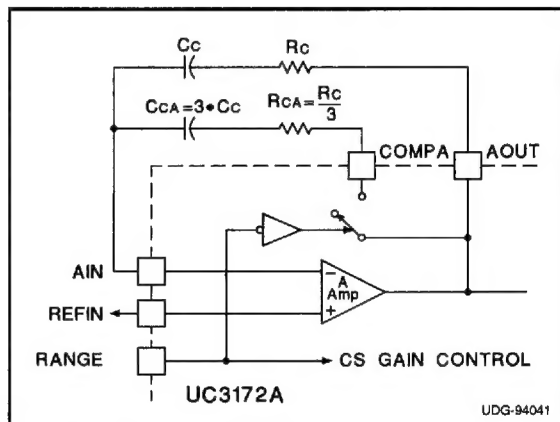 Cc
Rc
CCA=3•Cc
RCA=Rc/3
COMPA
AOUT
AIN
A
Amp
−
+
REFIN
RANGE
CS GAIN CONTROL
UC3172A
UDG-94041